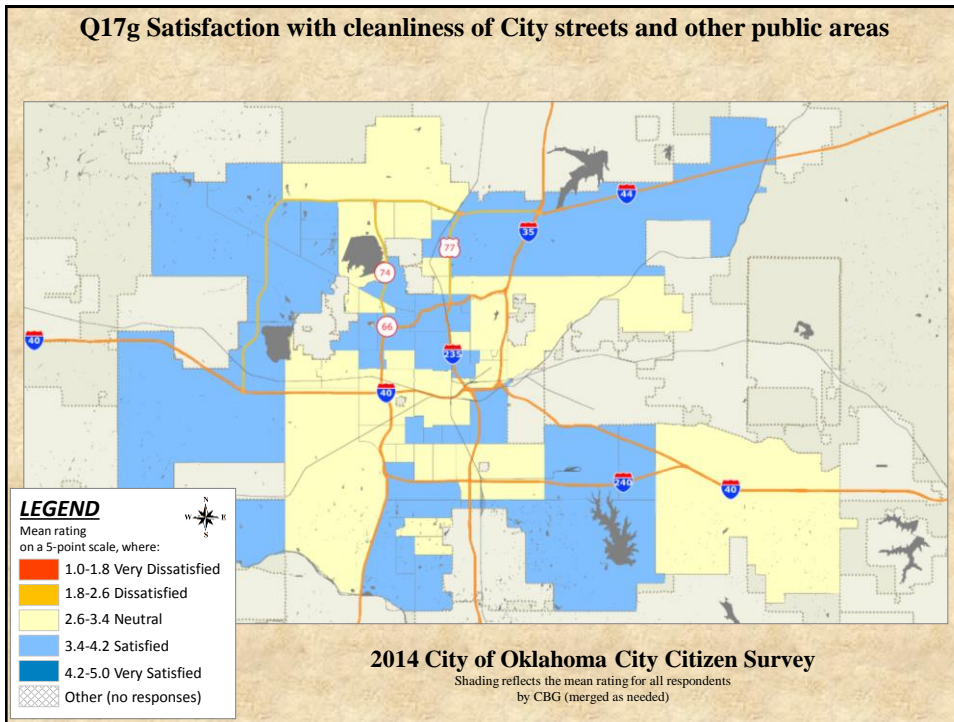 Q17g Satisfaction with cleanliness of City streets and other public areas
44
35
77
74
66
40
235
40
240
40
LEGEND
N
W E
S
Mean rating
on a 5-point scale, where:
1.0-1.8 Very Dissatisfied
1.8-2.6 Dissatisfied
2.6-3.4 Neutral
3.4-4.2 Satisfied
4.2-5.0 Very Satisfied
Other (no responses)
2014 City of Oklahoma City Citizen Survey
Shading reflects the mean rating for all respondents
by CBG (merged as needed)